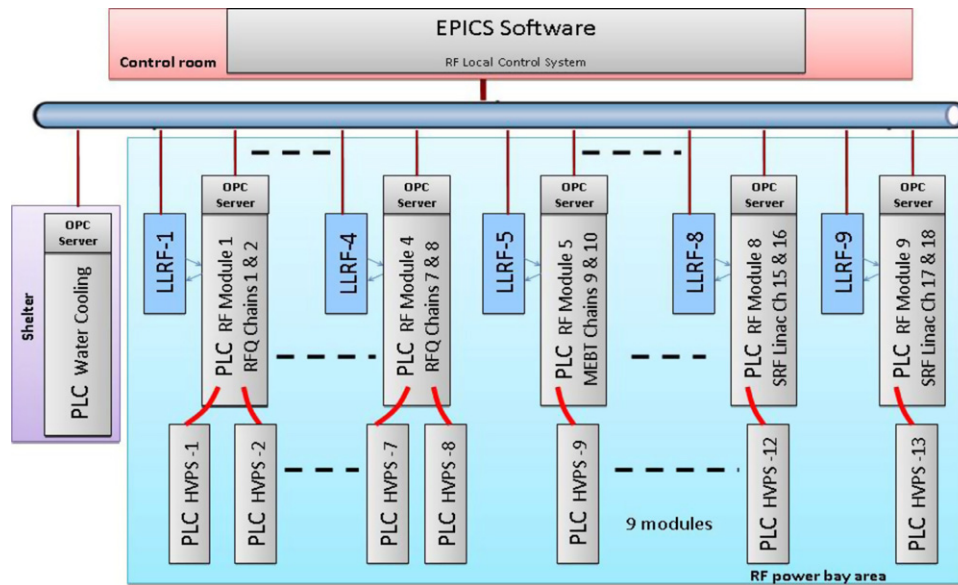 EPICS Software
RF Local Control System
Control room
OPC
Server
PLC Water Cooling
Shelter
LLRF-1
OPC
Server
PLC RF Module 1
RFQ Chains 1 & 2
LLRF-4
OPC
Server
PLC RF Module 4
RFQ Chains 7 & 8
LLRF-5
OPC
Server
PLC RF Module 5
MEBT Chains 9 & 10
LLRF-8
OPC
Server
PLC RF Module 8
SRF Linac Ch 15 & 16
LLRF-9
OPC
Server
PLC RF Module 9
SRF Linac Ch 17 & 18
PLC HVPS -1
PLC HVPS -2
PLC HVPS -7
PLC HVPS -8
PLC HVPS -9
PLC HVPS -12
PLC HVPS -13
9 modules
RF power bay area